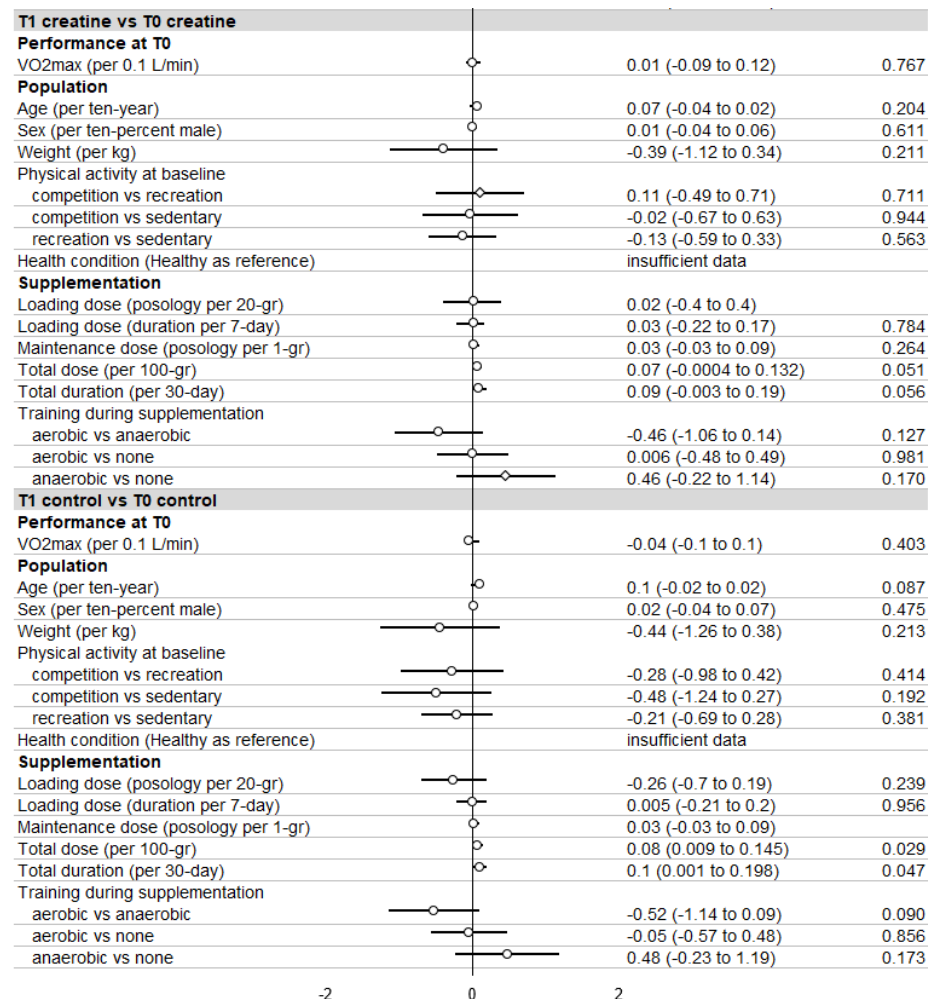 T1 creatine vs T0 creatine
Performance at T0
VO2max (per 0.1 L/min) 0.01 (-0.09 to 0.12) 0.767
Population
Age (per ten-year) 0.07 (-0.04 to 0.02) 0.204
Sex (per ten-percent male) 0.01 (-0.04 to 0.06) 0.611
Weight (per kg) -0.39 (-1.12 to 0.34) 0.211
Physical activity at baseline
competition vs recreation 0.11 (-0.49 to 0.71) 0.711
competition vs sedentary -0.02 (-0.67 to 0.63) 0.944
recreation vs sedentary -0.13 (-0.59 to 0.33) 0.563
Health condition (Healthy as reference) insufficient data
Supplementation
Loading dose (posology per 20-gr) 0.02 (-0.4 to 0.4)
Loading dose (duration per 7-day) 0.03 (-0.22 to 0.17) 0.784
Maintenance dose (posology per 1-gr) 0.03 (-0.03 to 0.09) 0.264
Total dose (per 100-gr) 0.07 (-0.0004 to 0.132) 0.051
Total duration (per 30-day) 0.09 (-0.003 to 0.19) 0.056
Training during supplementation
aerobic vs anaerobic -0.46 (-1.06 to 0.14) 0.127
aerobic vs none 0.006 (-0.48 to 0.49) 0.981
anaerobic vs none 0.46 (-0.22 to 1.14) 0.170
T1 control vs T0 control
Performance at T0
VO2max (per 0.1 L/min) -0.04 (-0.1 to 0.1) 0.403
Population
Age (per ten-year) 0.1 (-0.02 to 0.02) 0.087
Sex (per ten-percent male) 0.02 (-0.04 to 0.07) 0.475
Weight (per kg) -0.44 (-1.26 to 0.38) 0.213
Physical activity at baseline
competition vs recreation -0.28 (-0.98 to 0.42) 0.414
competition vs sedentary -0.48 (-1.24 to 0.27) 0.192
recreation vs sedentary -0.21 (-0.69 to 0.28) 0.381
Health condition (Healthy as reference) insufficient data
Supplementation
Loading dose (posology per 20-gr) -0.26 (-0.7 to 0.19) 0.239
Loading dose (duration per 7-day) 0.005 (-0.21 to 0.2) 0.956
Maintenance dose (posology per 1-gr) 0.03 (-0.03 to 0.09)
Total dose (per 100-gr) 0.08 (0.009 to 0.145) 0.029
Total duration (per 30-day) 0.1 (0.001 to 0.198) 0.047
Training during supplementation
aerobic vs anaerobic -0.52 (-1.14 to 0.09) 0.090
aerobic vs none -0.05 (-0.57 to 0.48) 0.856
anaerobic vs none 0.48 (-0.23 to 1.19) 0.173
-2 0 2